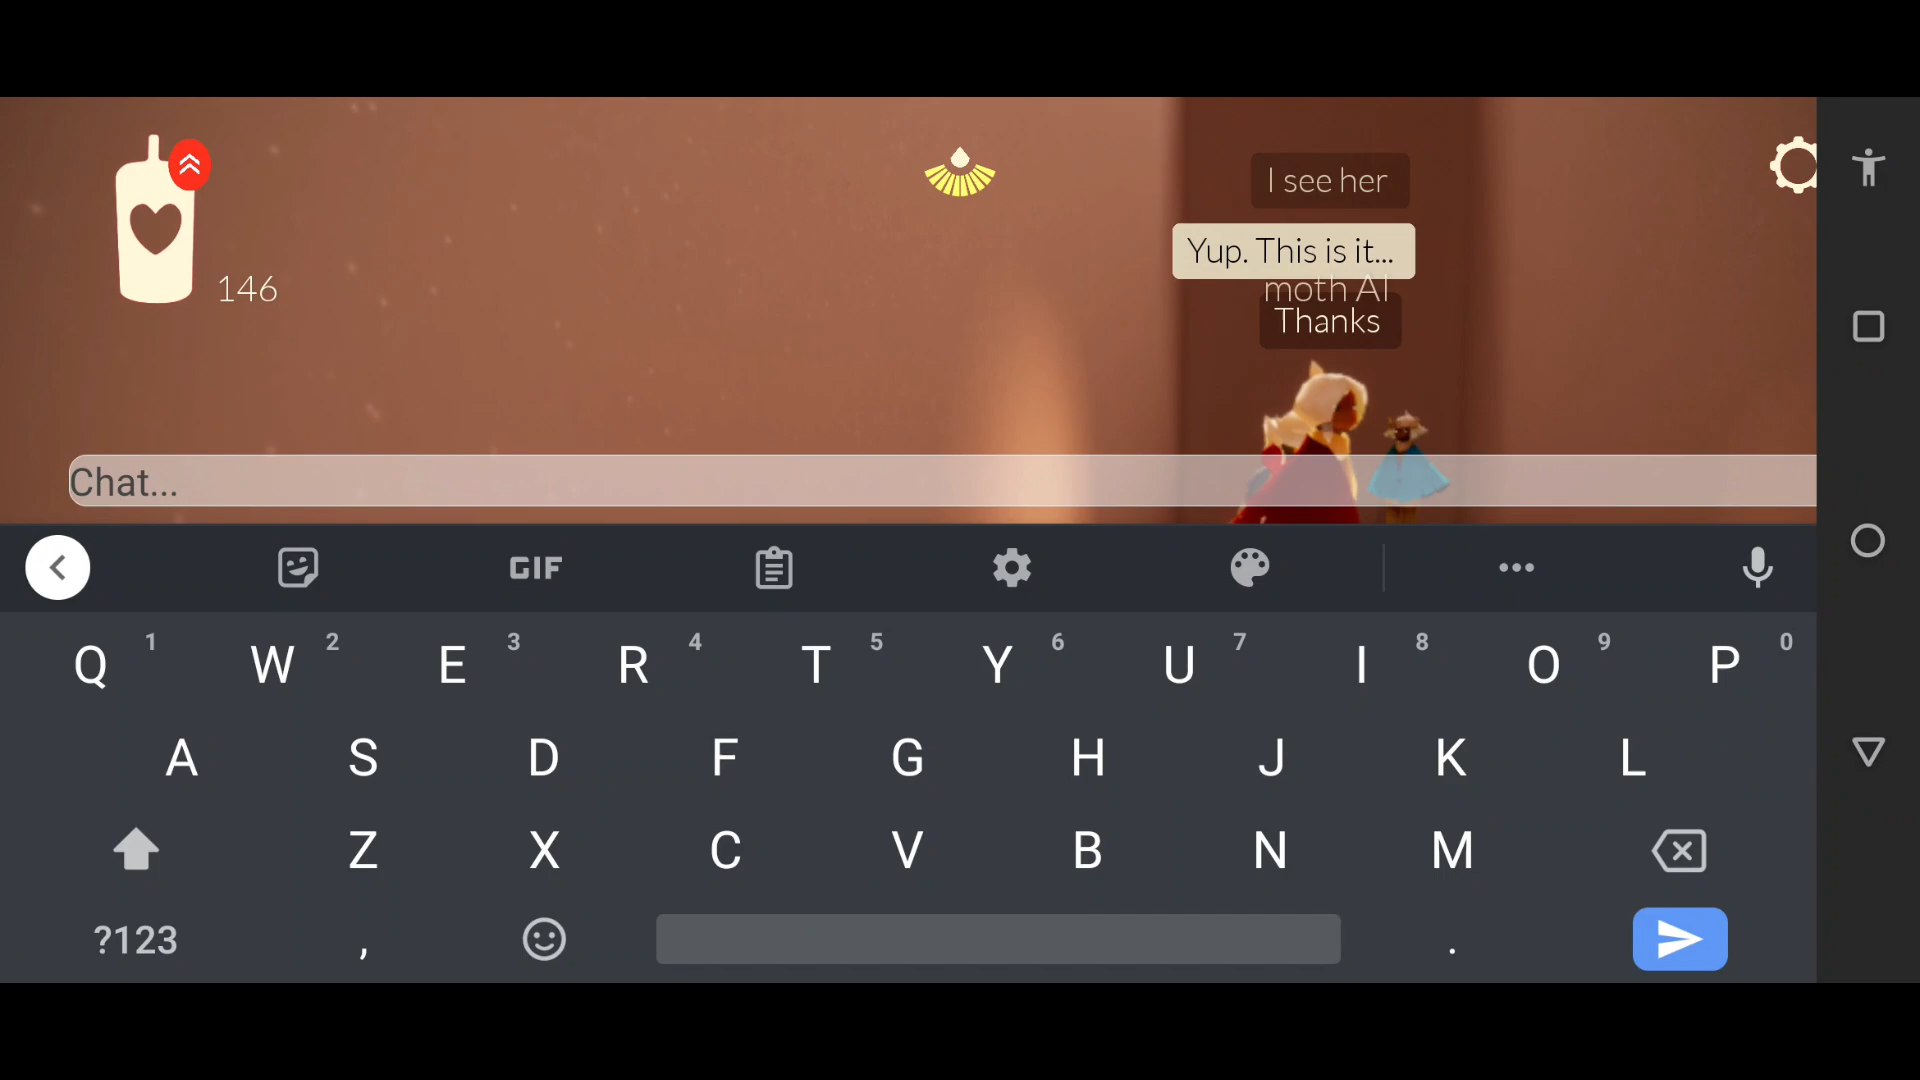 I see her
Yup. This is it...
moth AI
Thanks
146
Chat...
GIF
Q 1 W 2 E 3 R 4 T 5 Y 6 U 7 I 8 O 9 P 0
A S D F G H J K L
Z X C V B N M
?123 , .